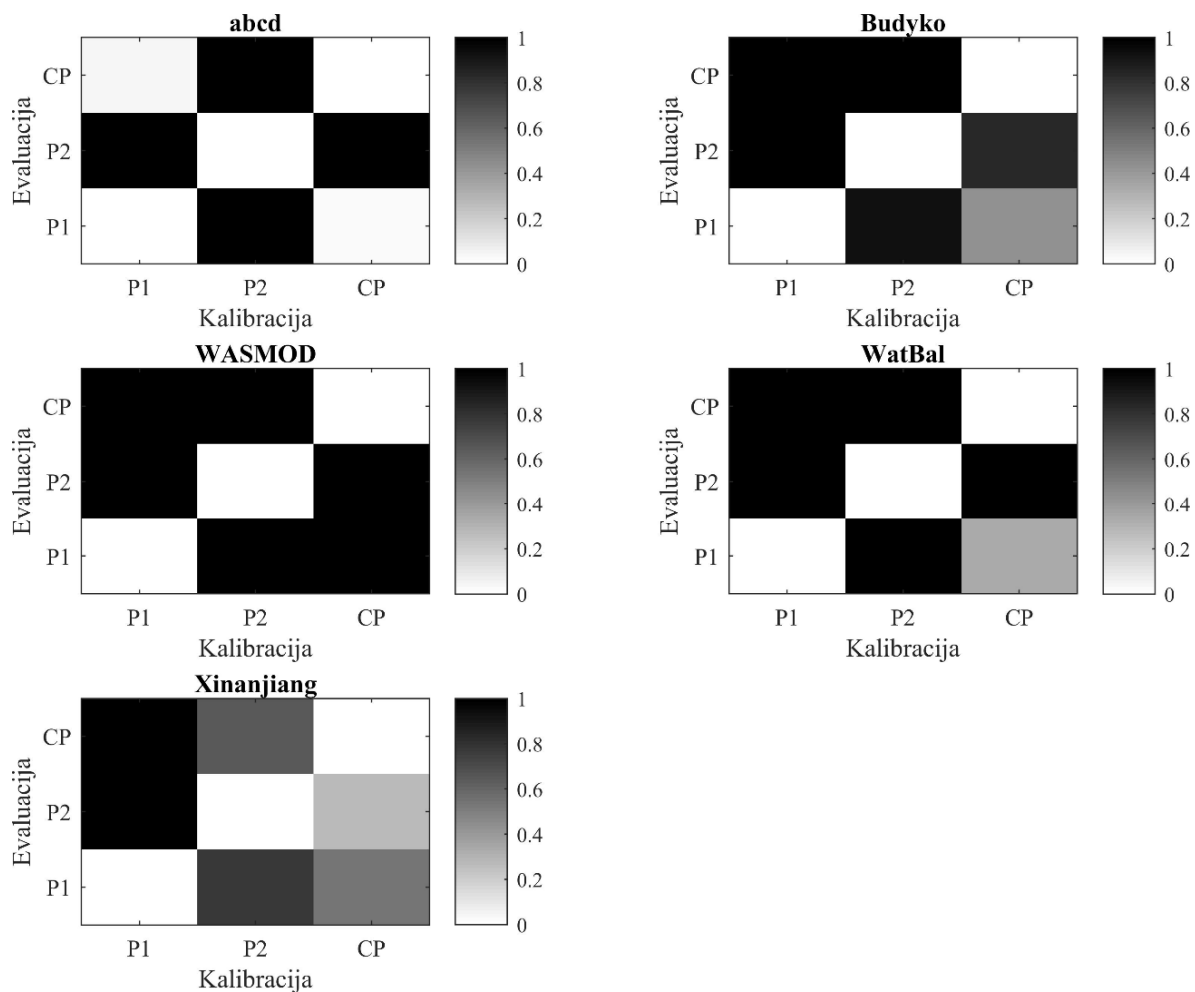 abcd
Evaluacija
CP
P2
P1
P1 P2 CP
Kalibracija
1
0.8
0.6
0.4
0.2
0
Budyko
Evaluacija
CP
P2
P1
P1 P2 CP
Kalibracija
1
0.8
0.6
0.4
0.2
0
WASMOD
Evaluacija
CP
P2
P1
P1 P2 CP
Kalibracija
1
0.8
0.6
0.4
0.2
0
WatBal
Evaluacija
CP
P2
P1
P1 P2 CP
Kalibracija
1
0.8
0.6
0.4
0.2
0
Xinanjiang
Evaluacija
CP
P2
P1
P1 P2 CP
Kalibracija
1
0.8
0.6
0.4
0.2
0